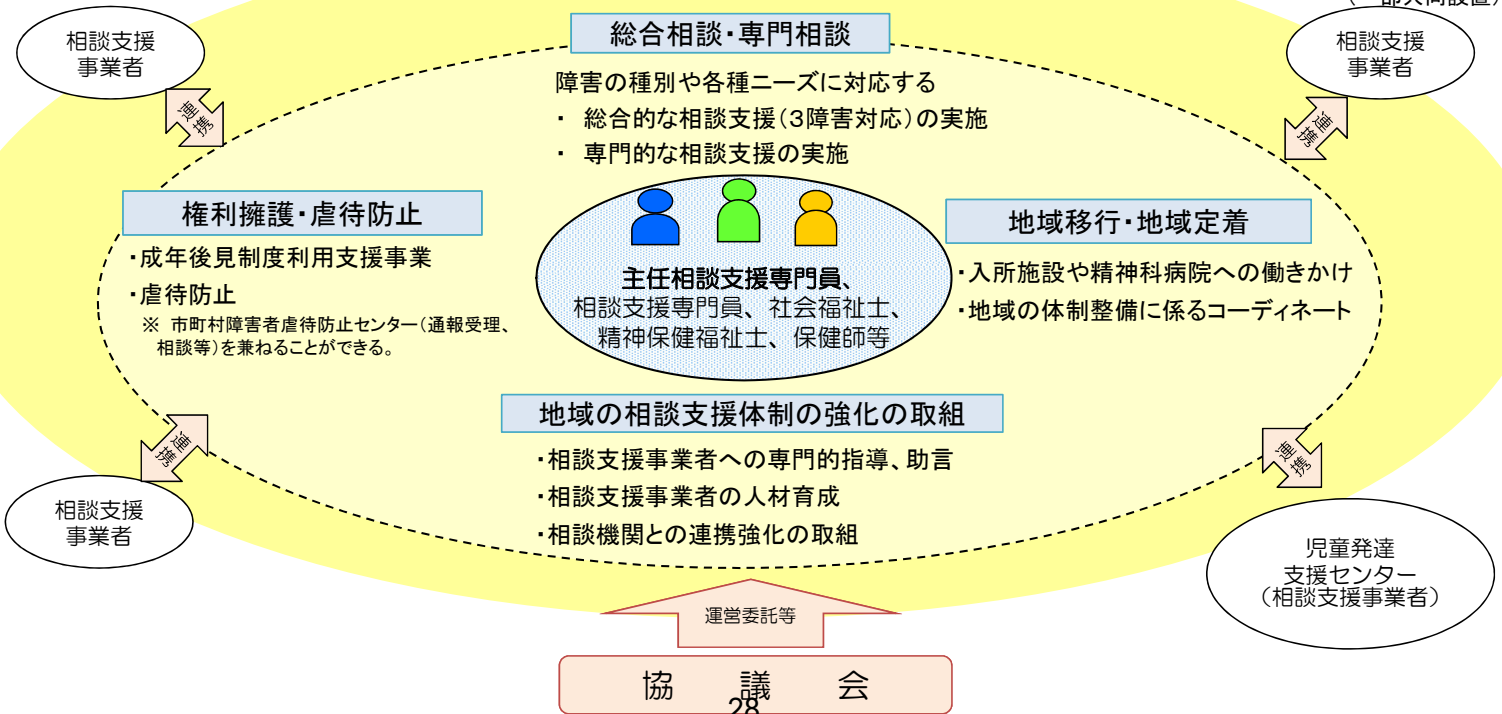 相談支援
事業者
総合相談・専門相談
障害の種別や各種ニーズに対応する
・ 総合的な相談支援(3障害対応)の実施
・ 専門的な相談支援の実施
相談支援
事業者
連携
連携
権利擁護・虐待防止
・成年後見制度利用支援事業
・虐待防止
※ 市町村障害者虐待防止センター(通報受理、
相談等)を兼ねることができる。
主任相談支援専門員、
相談支援専門員、社会福祉士、
精神保健福祉士、保健師等
地域移行・地域定着
・入所施設や精神科病院への働きかけ
・地域の体制整備に係るコーディネート
地域の相談支援体制の強化の取組
・相談支援事業者への専門的指導、助言
・相談支援事業者の人材育成
・相談機関との連携強化の取組
連携
連携
相談支援
事業者
児童発達
支援センター
(相談支援事業者)
運営委託等
協 議 会
28